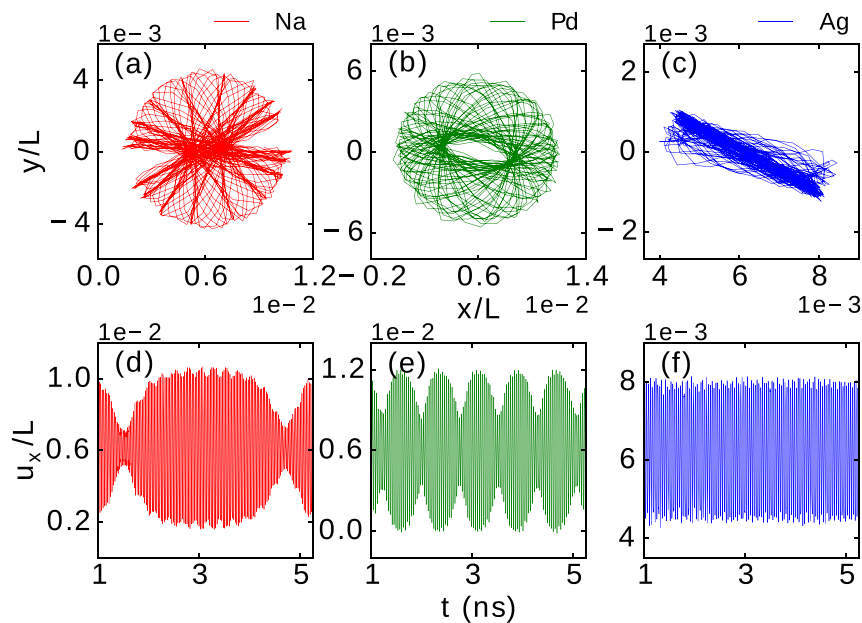 Na Pd Ag
1e−3 1e−3 1e−3
(a) (b) (c)
4 6 2
y/L 0 0 0
−4 −6 −2
0.0 0.6 1.2 −0.2 0.6 1.4 4 6 8
1e−2 x/L 1e−2 1e−3
1e−2 1e−2 1e−3
(d) (e) (f)
1.0 1.2 8
u_x/L 0.6 0.6 6
0.2 0.0 4
1 3 5 1 3 5 1 3 5
t (ns)